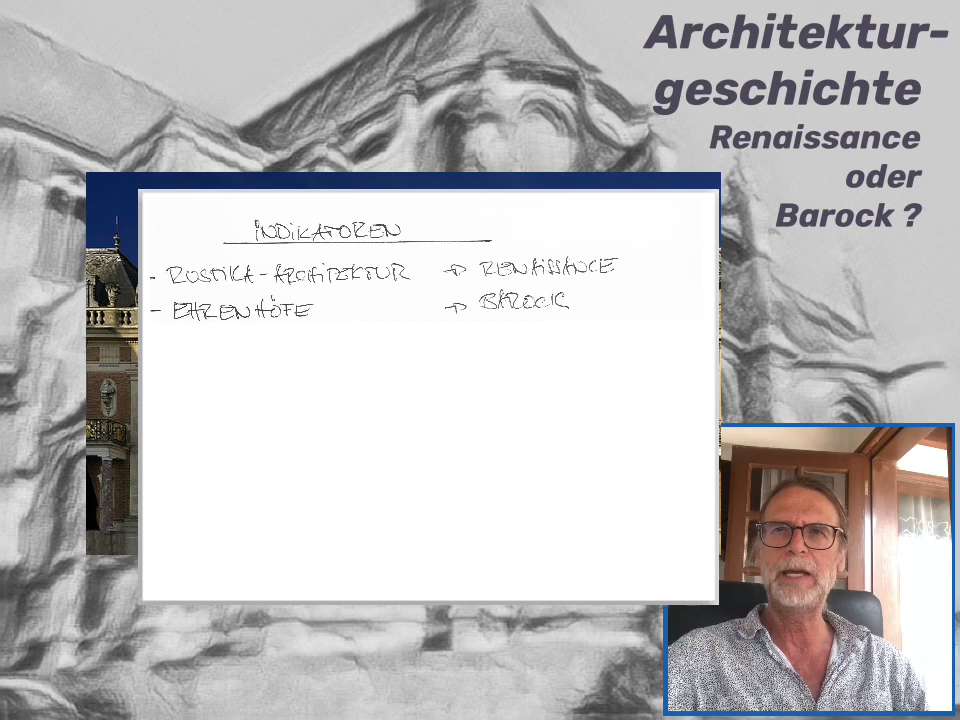 Architektur-
geschichte
Renaissance
oder
Barock ?
INDIKATOREN
- RUSTIKA-ARCHITEKTUR → RENAISSANCE
- EHRENHÖFE → BAROCK